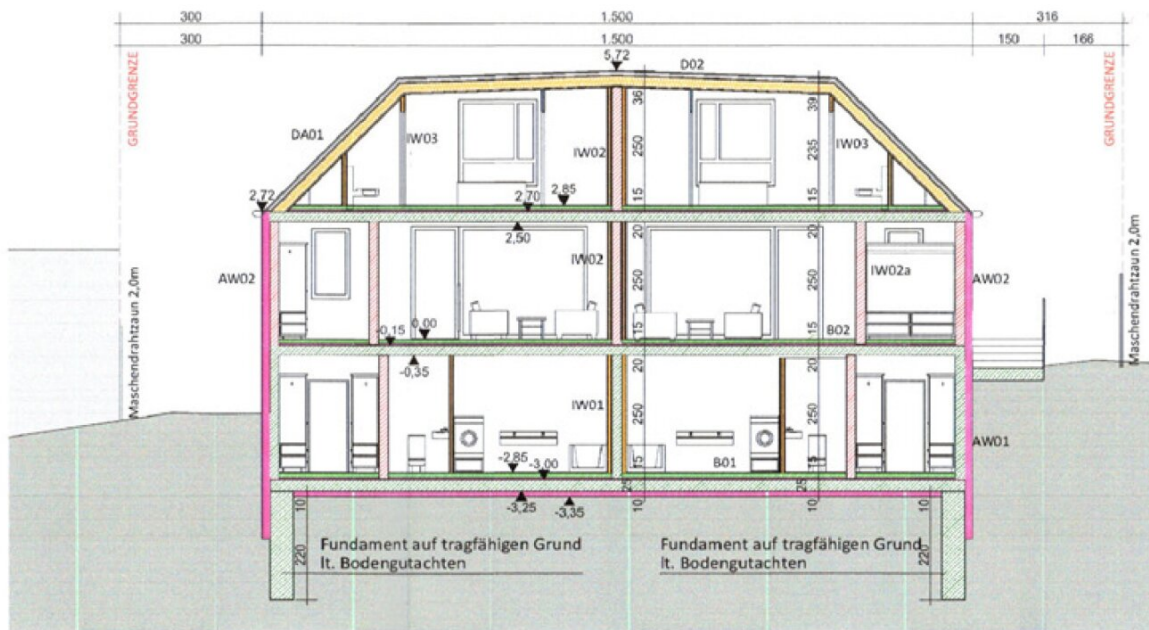 300
1.500
316
300
1.500
150
166
5,72
D02
GRUNDGRENZE
GRUNDGRENZE
36
39
DA01
IW03
IW02
IW03
250
235
2,72
2,70
2,85
15
15
2,50
20
20
AW02
IW02
IW02a
AW02
250
250
Maschendrahtzaun 2,0m
Maschendrahtzaun 2,0m
-0,15
0,00
15
15
B02
-0,35
20
20
IW01
250
250
AW01
-2,85
-3,00
B01
15
15
25
25
-3,25
-3,35
10
10
10
10
220
220
Fundament auf tragfähigen Grund
lt. Bodengutachten
Fundament auf tragfähigen Grund
lt. Bodengutachten